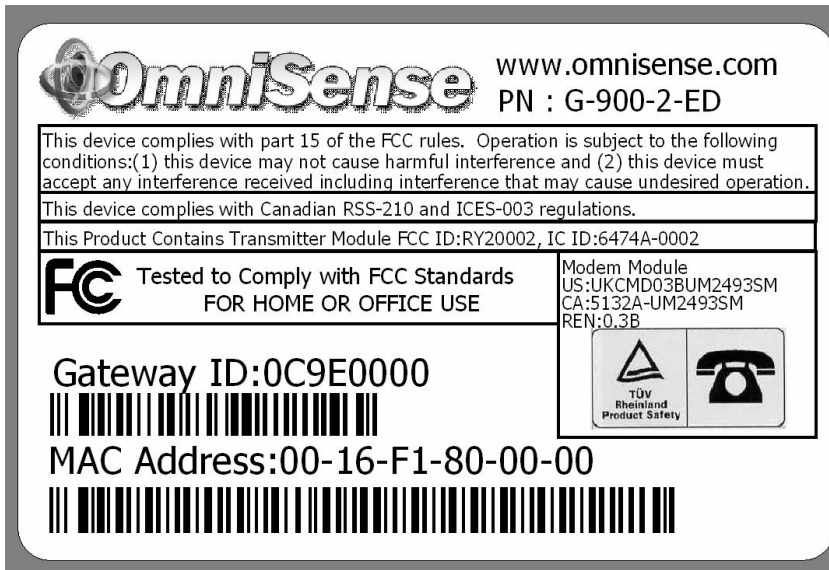 OmniSense
www.omnisense.com
PN : G-900-2-ED
This device complies with part 15 of the FCC rules.  Operation is subject to the following
conditions:(1) this device may not cause harmful interference and (2) this device must
accept any interference received including interference that may cause undesired operation.
This device complies with Canadian RSS-210 and ICES-003 regulations.
This Product Contains Transmitter Module FCC ID:RY20002, IC ID:6474A-0002
FC Tested to Comply with FCC Standards
FOR HOME OR OFFICE USE
Modem Module
US:UKCMD03BUM2493SM
CA:5132A-UM2493SM
REN:0.3B
TÜV
Rheinland
Product Safety
Gateway ID:0C9E0000
MAC Address:00-16-F1-80-00-00